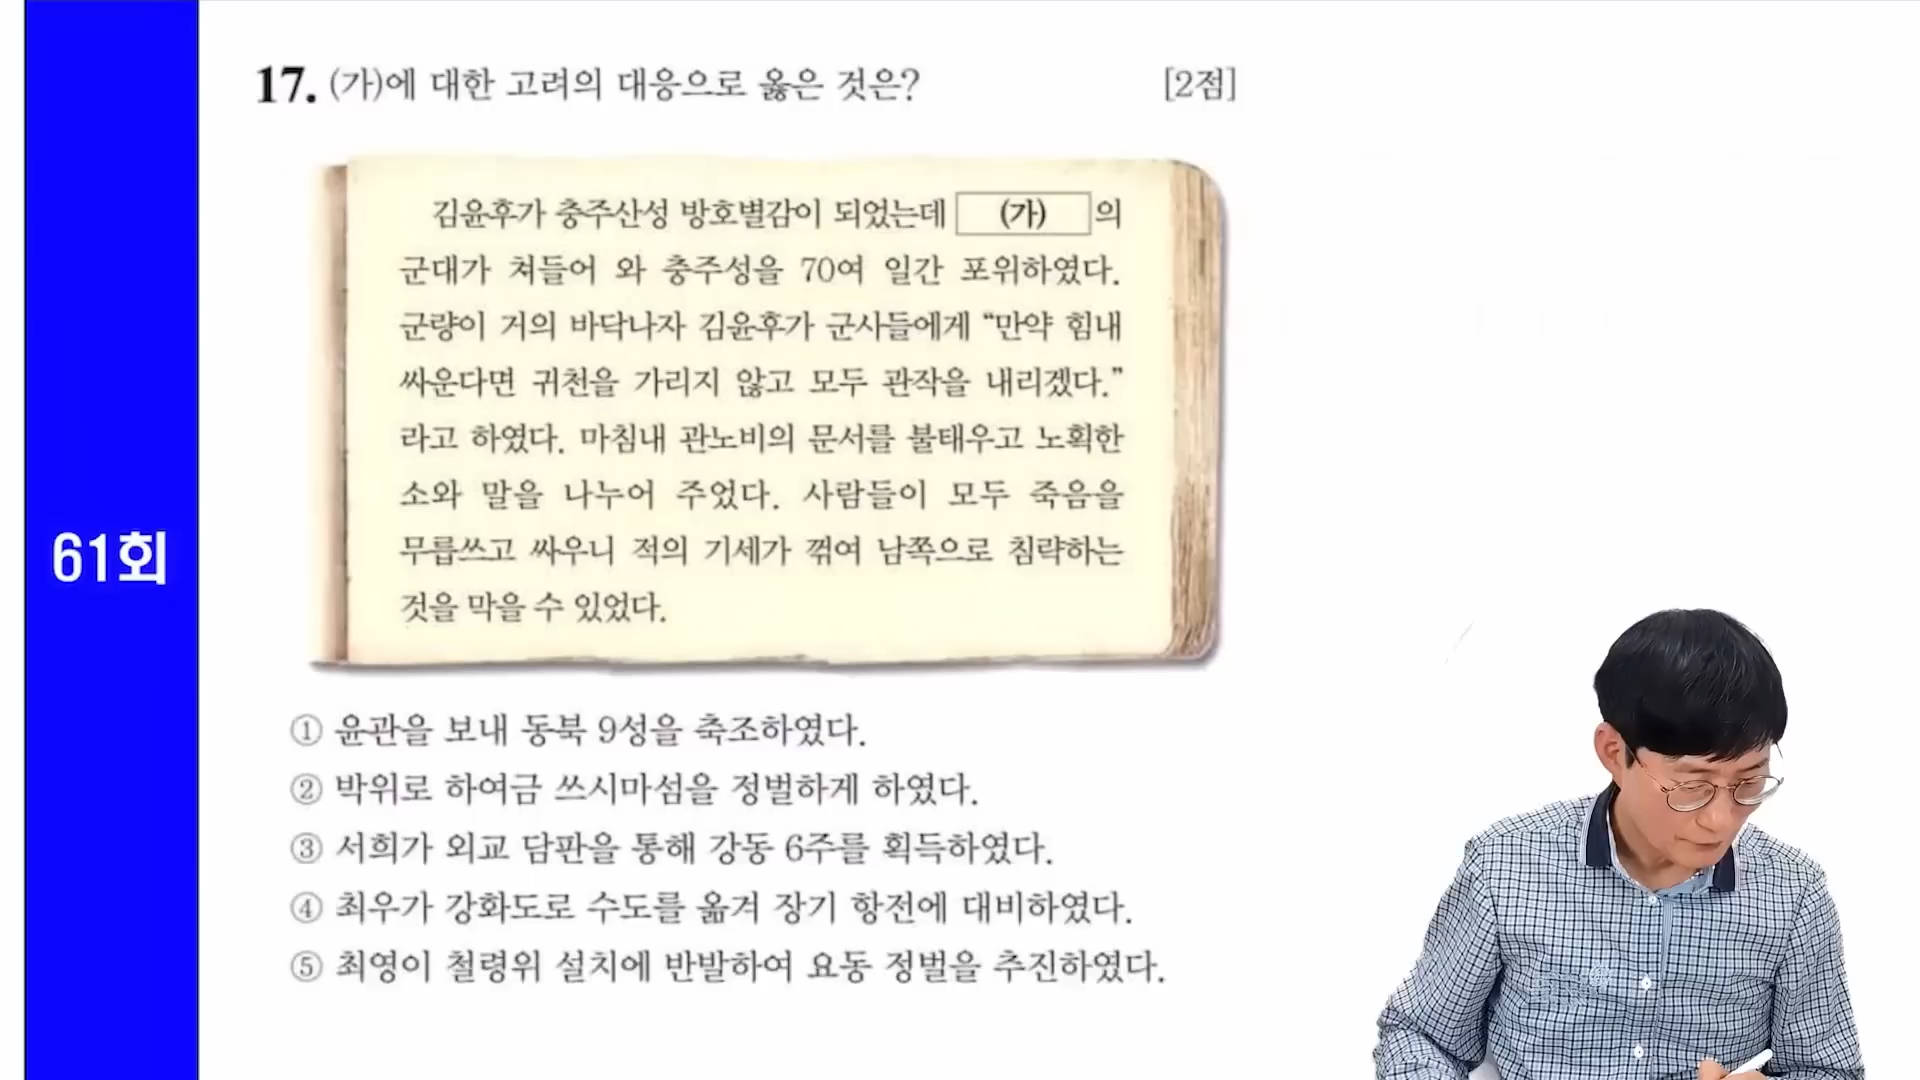 17. (가)에 대한 고려의 대응으로 옳은 것은? [2점]
김윤후가 충주산성 방호별감이 되었는데 (가) 의
군대가 쳐들어 와 충주성을 70여 일간 포위하였다.
군량이 거의 바닥나자 김윤후가 군사들에게 “만약 힘내
싸운다면 귀천을 가리지 않고 모두 관작을 내리겠다.”
라고 하였다. 마침내 관노비의 문서를 불태우고 노획한
소와 말을 나누어 주었다. 사람들이 모두 죽음을
무릅쓰고 싸우니 적의 기세가 꺾여 남쪽으로 침략하는
것을 막을 수 있었다.
61회
① 윤관을 보내 동북 9성을 축조하였다.
② 박위로 하여금 쓰시마섬을 정벌하게 하였다.
③ 서희가 외교 담판을 통해 강동 6주를 획득하였다.
④ 최우가 강화도로 수도를 옮겨 장기 항전에 대비하였다.
⑤ 최영이 철령위 설치에 반발하여 요동 정벌을 추진하였다.